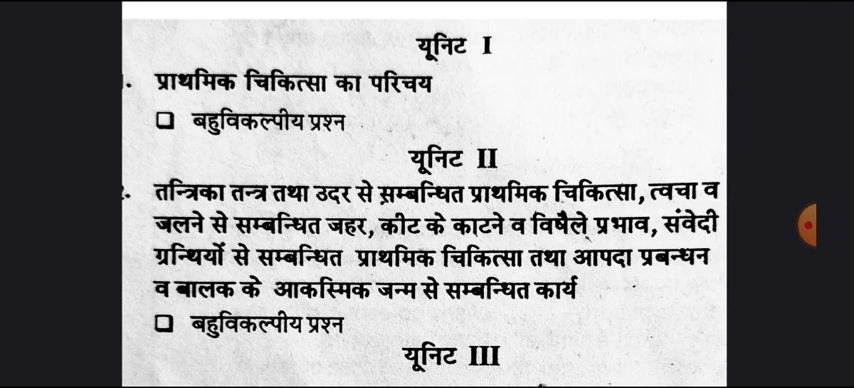 यूनिट I
प्राथमिक चिकित्सा का परिचय
❑ बहुविकल्पीय प्रश्न
यूनिट II
तन्त्रिका तन्त्र तथा उदर से सम्बन्धित प्राथमिक चिकित्सा, त्वचा व
जलने से सम्बन्धित जहर, कीट के काटने व विषैले प्रभाव, संवेदी
ग्रन्थियों से सम्बन्धित प्राथमिक चिकित्सा तथा आपदा प्रबन्धन
व बालक के आकस्मिक जन्म से सम्बन्धित कार्य
❑ बहुविकल्पीय प्रश्न
यूनिट III